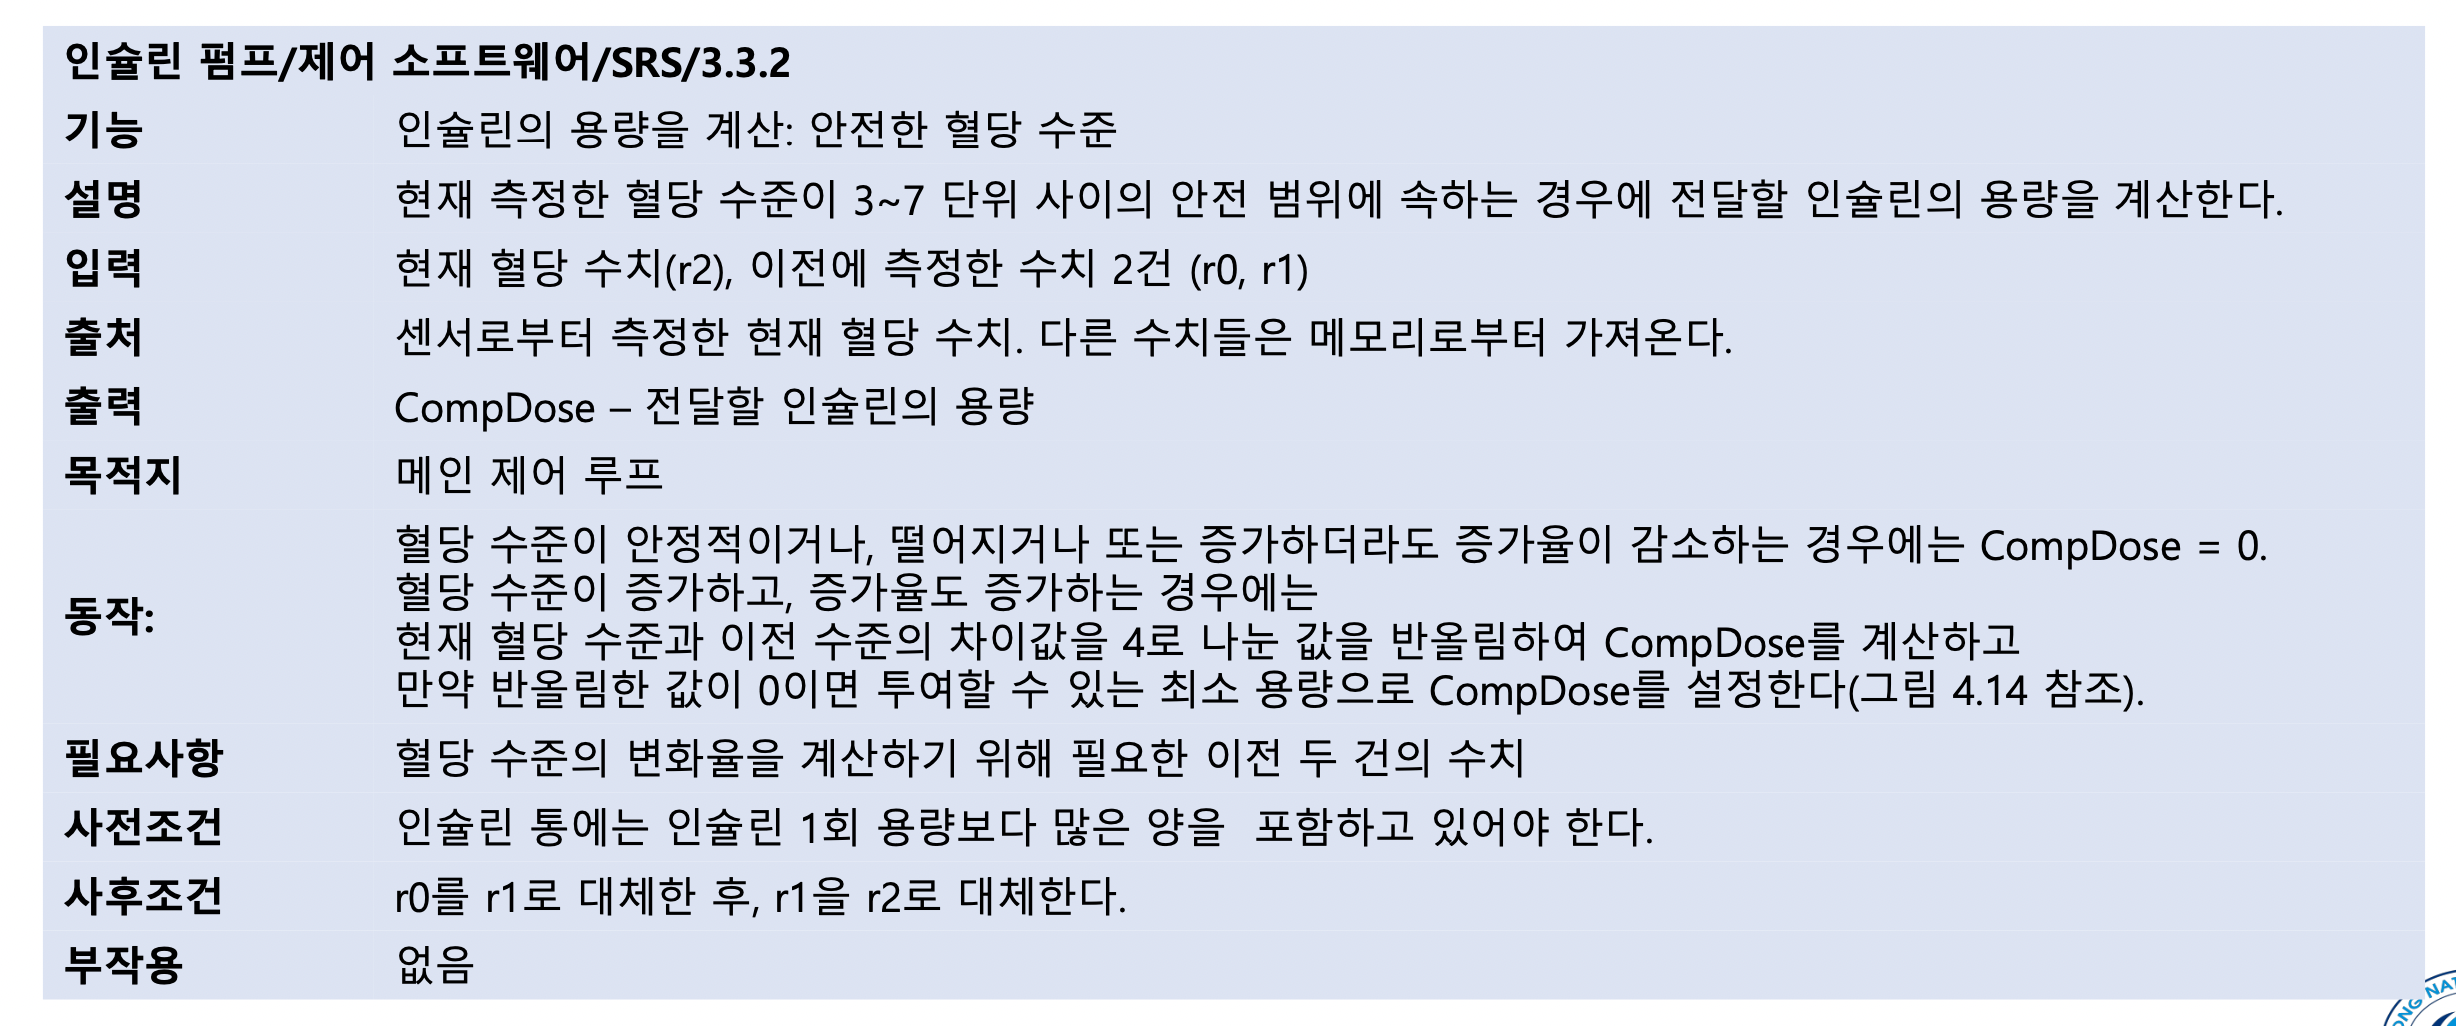 인슐린 펌프/제어 소프트웨어/SRS/3.3.2
기능 인슐린의 용량을 계산: 안전한 혈당 수준
설명 현재 측정한 혈당 수준이 3~7 단위 사이의 안전 범위에 속하는 경우에 전달할 인슐린의 용량을 계산한다.
입력 현재 혈당 수치(r2), 이전에 측정한 수치 2건 (r0, r1)
출처 센서로부터 측정한 현재 혈당 수치. 다른 수치들은 메모리로부터 가져온다.
출력 CompDose – 전달할 인슐린의 용량
목적지 메인 제어 루프
동작: 혈당 수준이 안정적이거나, 떨어지거나 또는 증가하더라도 증가율이 감소하는 경우에는 CompDose = 0.
혈당 수준이 증가하고, 증가율도 증가하는 경우에는
현재 혈당 수준과 이전 수준의 차이값을 4로 나눈 값을 반올림하여 CompDose를 계산하고
만약 반올림한 값이 0이면 투여할 수 있는 최소 용량으로 CompDose를 설정한다(그림 4.14 참조).
필요사항 혈당 수준의 변화율을 계산하기 위해 필요한 이전 두 건의 수치
사전조건 인슐린 통에는 인슐린 1회 용량보다 많은 양을 포함하고 있어야 한다.
사후조건 r0를 r1로 대체한 후, r1을 r2로 대체한다.
부작용 없음